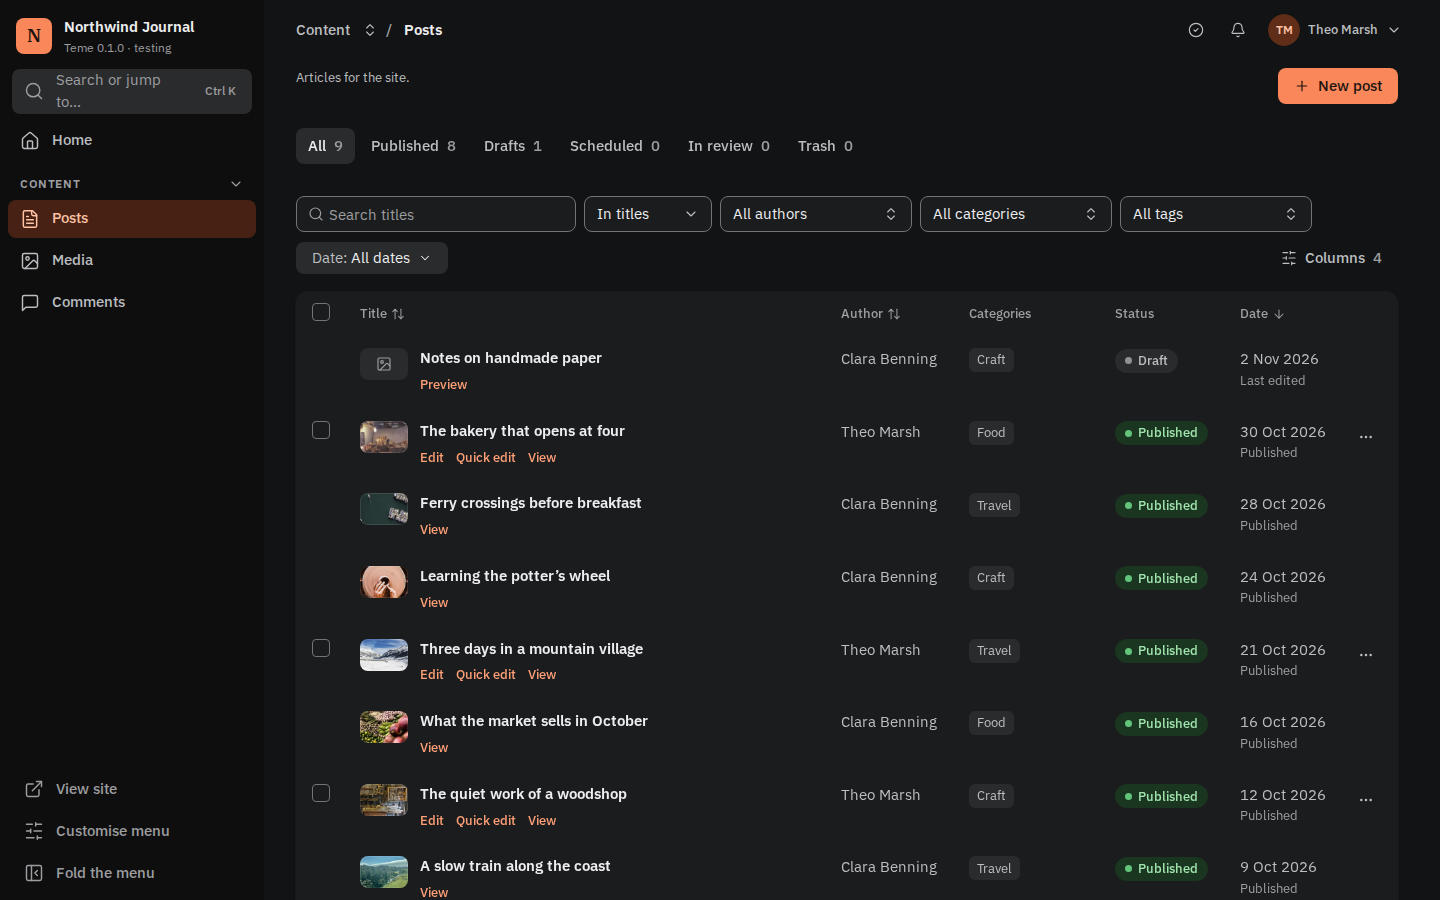 N
Northwind Journal
Teme 0.1.0 · testing
Search or jump to...
Ctrl K
Home
CONTENT
Posts
Media
Comments
View site
Customise menu
Fold the menu
Content / Posts
TM Theo Marsh
Articles for the site.
New post
All 9 Published 8 Drafts 1 Scheduled 0 In review 0 Trash 0
Search titles In titles All authors All categories All tags
Date: All dates Columns 4
Title Author Categories Status Date
Notes on handmade paper Clara Benning Craft Draft 2 Nov 2026
Preview Last edited
The bakery that opens at four Theo Marsh Food Published 30 Oct 2026
Edit Quick edit View Published
Ferry crossings before breakfast Clara Benning Travel Published 28 Oct 2026
View Published
Learning the potter’s wheel Clara Benning Craft Published 24 Oct 2026
View Published
Three days in a mountain village Theo Marsh Travel Published 21 Oct 2026
Edit Quick edit View Published
What the market sells in October Clara Benning Food Published 16 Oct 2026
View Published
The quiet work of a woodshop Theo Marsh Craft Published 12 Oct 2026
Edit Quick edit View Published
A slow train along the coast Clara Benning Travel Published 9 Oct 2026
View Published